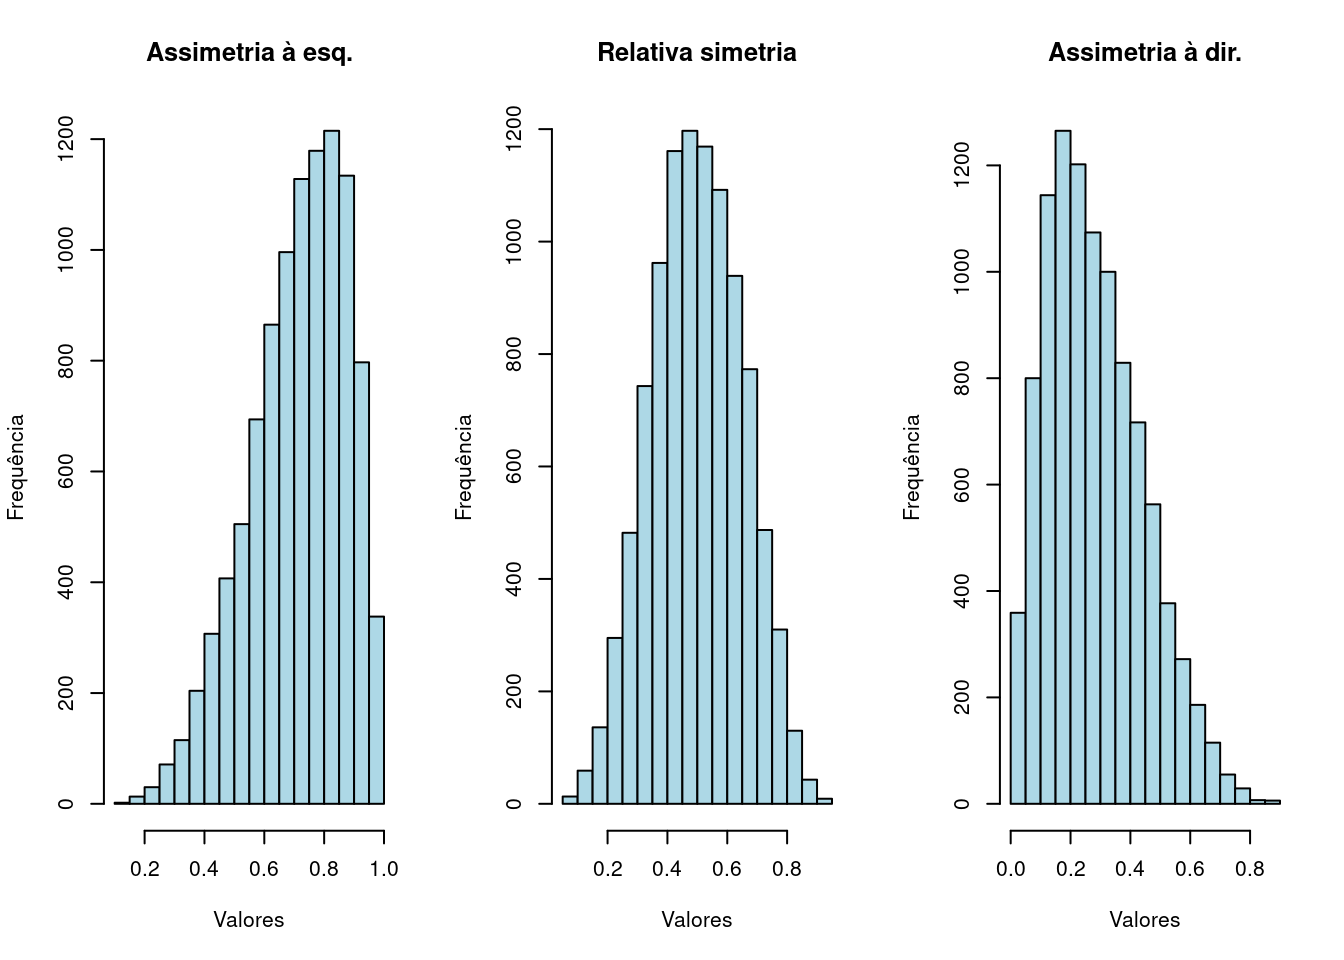 Assimetria à esq.
Frequência
0
200
400
600
800
1000
1200
0.2 0.4 0.6 0.8 1.0
Valores
Relativa simetria
Frequência
0
200
400
600
800
1000
1200
0.2 0.4 0.6 0.8
Valores
Assimetria à dir.
Frequência
0
200
400
600
800
1000
1200
0.0 0.2 0.4 0.6 0.8
Valores